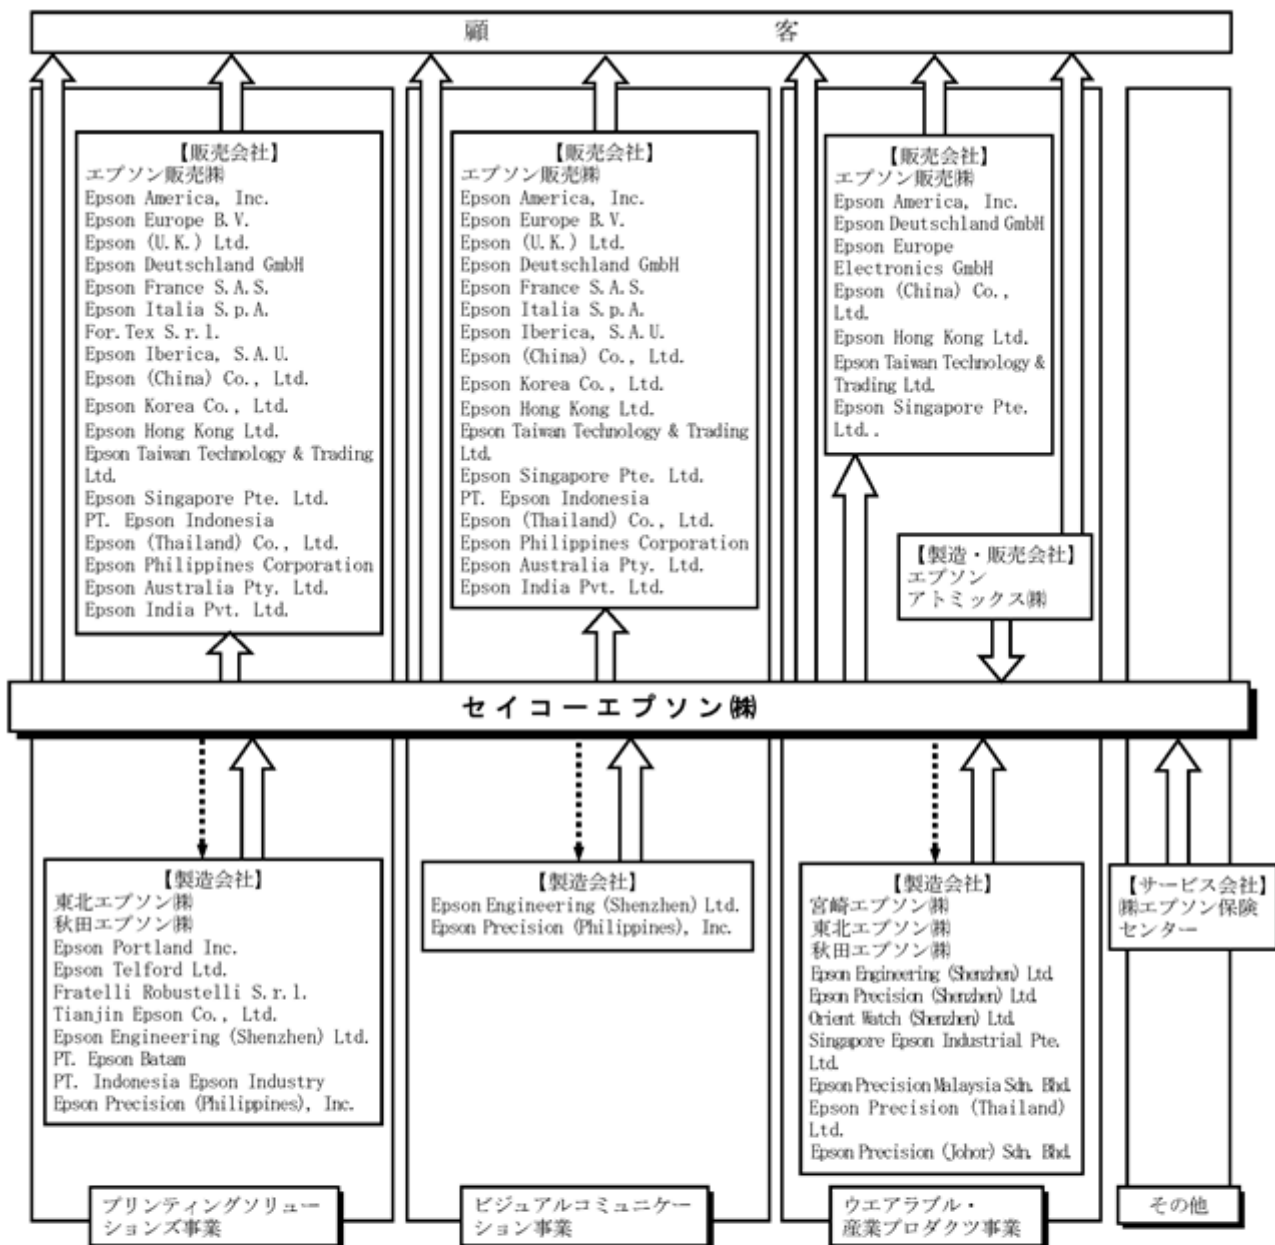 顧 客
【販売会社】
エプソン販売㈱
Epson America, Inc.
Epson Europe B.V.
Epson (U.K.) Ltd.
Epson Deutschland GmbH
Epson France S.A.S.
Epson Italia S.p.A.
For.Tex S.r.l.
Epson Iberica, S.A.U.
Epson (China) Co., Ltd.
Epson Korea Co., Ltd.
Epson Hong Kong Ltd.
Epson Taiwan Technology & Trading
Ltd.
Epson Singapore Pte. Ltd.
PT. Epson Indonesia
Epson (Thailand) Co., Ltd.
Epson Philippines Corporation
Epson Australia Pty. Ltd.
Epson India Pvt. Ltd.
【販売会社】
エプソン販売㈱
Epson America, Inc.
Epson Europe B.V.
Epson (U.K.) Ltd.
Epson Deutschland GmbH
Epson France S.A.S.
Epson Italia S.p.A.
Epson Iberica, S.A.U.
Epson (China) Co., Ltd.
Epson Korea Co., Ltd.
Epson Hong Kong Ltd.
Epson Taiwan Technology & Trading
Ltd.
Epson Singapore Pte. Ltd.
PT. Epson Indonesia
Epson (Thailand) Co., Ltd.
Epson Philippines Corporation
Epson Australia Pty. Ltd.
Epson India Pvt. Ltd.
【販売会社】
エプソン販売㈱
Epson America, Inc.
Epson Deutschland GmbH
Epson Europe
Electronics GmbH
Epson (China) Co.,
Ltd.
Epson Hong Kong Ltd.
Epson Taiwan Technology &
Trading Ltd.
Epson Singapore Pte.
Ltd..
【製造・販売会社】
エプソン
アトミックス㈱
セイコーエプソン㈱
【製造会社】
東北エプソン㈱
秋田エプソン㈱
Epson Portland Inc.
Epson Telford Ltd.
Fratelli Robustelli S.r.l.
Tianjin Epson Co., Ltd.
Epson Engineering (Shenzhen) Ltd.
PT. Epson Batam
PT. Indonesia Epson Industry
Epson Precision (Philippines), Inc.
【製造会社】
Epson Engineering (Shenzhen) Ltd.
Epson Precision (Philippines), Inc.
【製造会社】
宮崎エプソン㈱
東北エプソン㈱
秋田エプソン㈱
Epson Engineering (Shenzhen) Ltd.
Epson Precision (Shenzhen) Ltd.
Orient Watch (Shenzhen) Ltd.
Singapore Epson Industrial Pte.
Ltd.
Epson Precision Malaysia Sdn. Bhd.
Epson Precision (Thailand)
Ltd.
Epson Precision (Johor) Sdn. Bhd.
【サービス会社】
㈱エプソン保険
センター
プリンティングソリュー
ションズ事業
ビジュアルコミュニケー
ション事業
ウエアラブル・
産業プロダクツ事業
その他